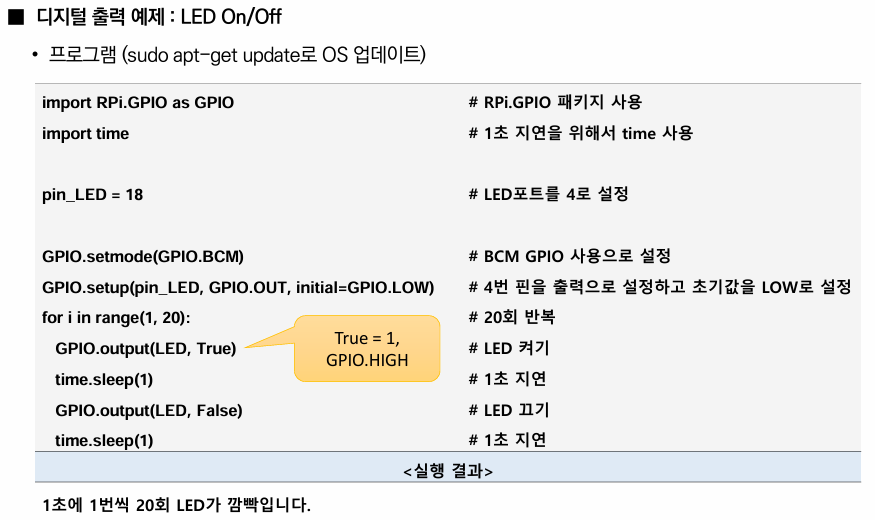 ■ 디지털 출력 예제 : LED On/Off
• 프로그램 (sudo apt-get update로 OS 업데이트)
import RPi.GPIO as GPIO # RPi.GPIO 패키지 사용
import time # 1초 지연을 위해서 time 사용
pin_LED = 18 # LED포트를 4로 설정
GPIO.setmode(GPIO.BCM) # BCM GPIO 사용으로 설정
GPIO.setup(pin_LED, GPIO.OUT, initial=GPIO.LOW) # 4번 핀을 출력으로 설정하고 초기값을 LOW로 설정
for i in range(1, 20): # 20회 반복
GPIO.output(LED, True) # LED 켜기
True = 1,
GPIO.HIGH
time.sleep(1) # 1초 지연
GPIO.output(LED, False) # LED 끄기
time.sleep(1) # 1초 지연
<실행 결과>
1초에 1번씩 20회 LED가 깜빡입니다.